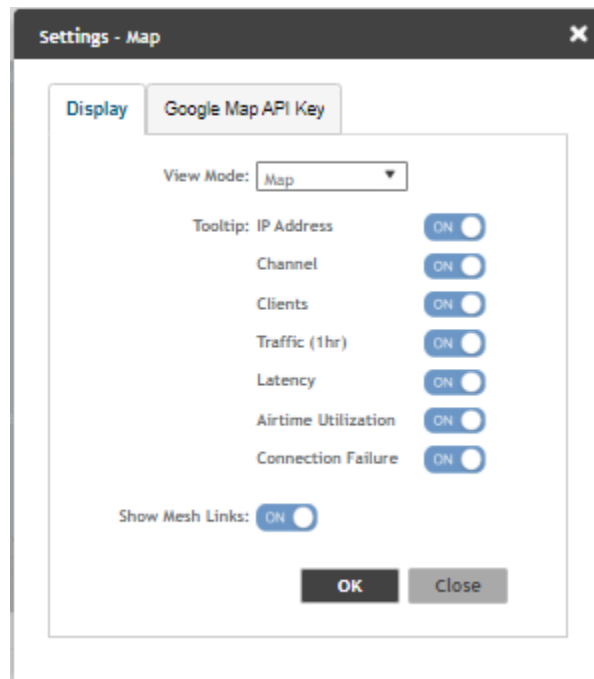 Settings - Map
Display Google Map API Key
View Mode: Map
Tooltip: IP Address ON
Channel ON
Clients ON
Traffic (1hr) ON
Latency ON
Airtime Utilization ON
Connection Failure ON
Show Mesh Links: ON
OK Close